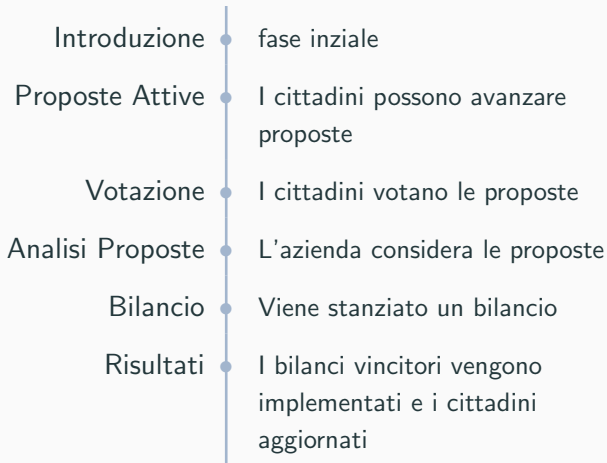 Introduzione fase inziale
Proposte Attive I cittadini possono avanzare
proposte
Votazione I cittadini votano le proposte
Analisi Proposte L'azienda considera le proposte
Bilancio Viene stanziato un bilancio
Risultati I bilanci vincitori vengono
implementati e i cittadini
aggiornati